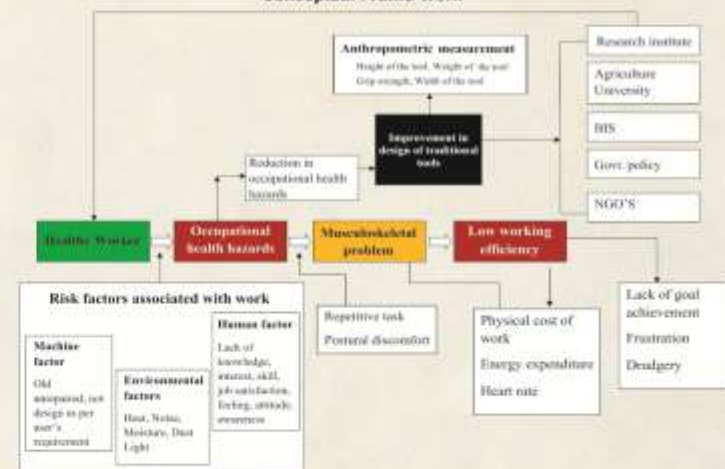 Conceptual Frame work
Anthropometric measurement
Height of the tool, Weight of the tool
Grip strength, Width of the tool
Research institute
Agriculture
University
BIS
Govt. policy
NGO'S
Improvement in
design of traditional
tools
Reduction in
occupational health
hazards
Healthy Worker
Occupational
health hazards
Musculoskeletal
problem
Low working
efficiency
Risk factors associated with work
Machine
factor
Old
unrepaired, not
design as per
user's
requirement
Environmental
factors
Heat, Noise,
Moisture, Dust
Light
Human factor
Lack of
knowledge,
interest, skill,
job satisfaction,
feeling, attitude,
awareness
Repetitive task
Postural discomfort
Physical cost of
work
Energy expenditure
Heart rate
Lack of goal
achievement
Frustration
Drudgery